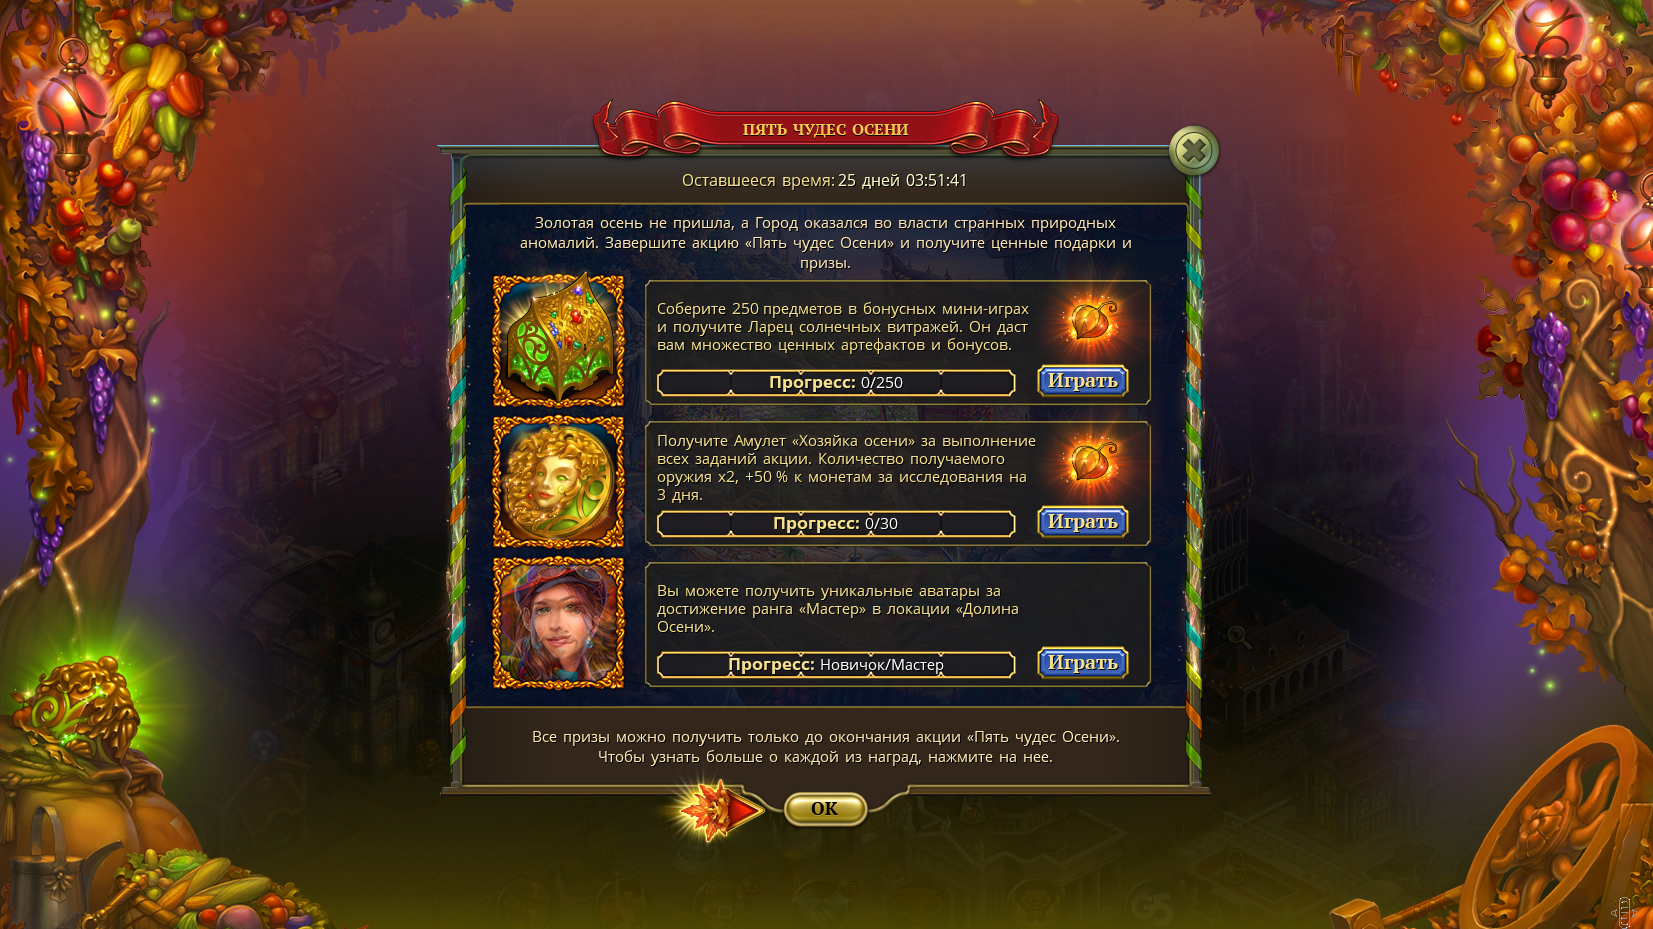 ПЯТЬ ЧУДЕС ОСЕНИ
Оставшееся время: 25 дней 03:51:41
Золотая осень не пришла, а Город оказался во власти странных природных
аномалий. Завершите акцию «Пять чудес Осени» и получите ценные подарки и
призы.
Соберите 250 предметов в бонусных мини-играх
и получите Ларец солнечных витражей. Он даст
вам множество ценных артефактов и бонусов.
Прогресс: 0/250
Играть
Получите Амулет «Хозяйка осени» за выполнение
всех заданий акции. Количество получаемого
оружия x2, +50 % к монетам за исследования на
3 дня.
Прогресс: 0/30
Играть
Вы можете получить уникальные аватары за
достижение ранга «Мастер» в локации «Долина
Осени».
Прогресс: Новичок/Мастер
Играть
Все призы можно получить только до окончания акции «Пять чудес Осени».
Чтобы узнать больше о каждой из наград, нажмите на нее.
ОК
G5